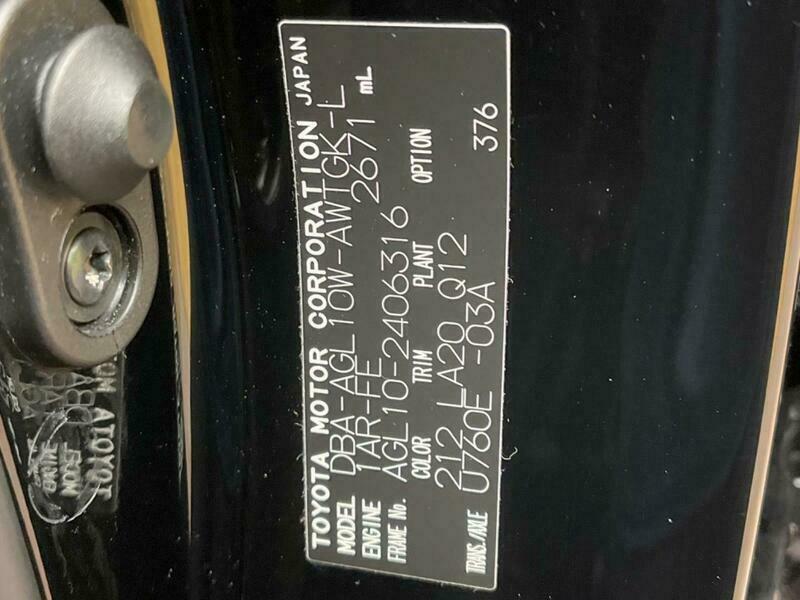 TOYOTA MOTOR CORPORATION JAPAN
MODEL DBA-AGL10W-AWTGK-L
ENGINE 1AR-FE 2671 mL
FRAME No. AGL10-2406316
COLOR TRIM PLANT OPTION
212 LA20 Q12
TRANS./AXLE U760E -03A 376